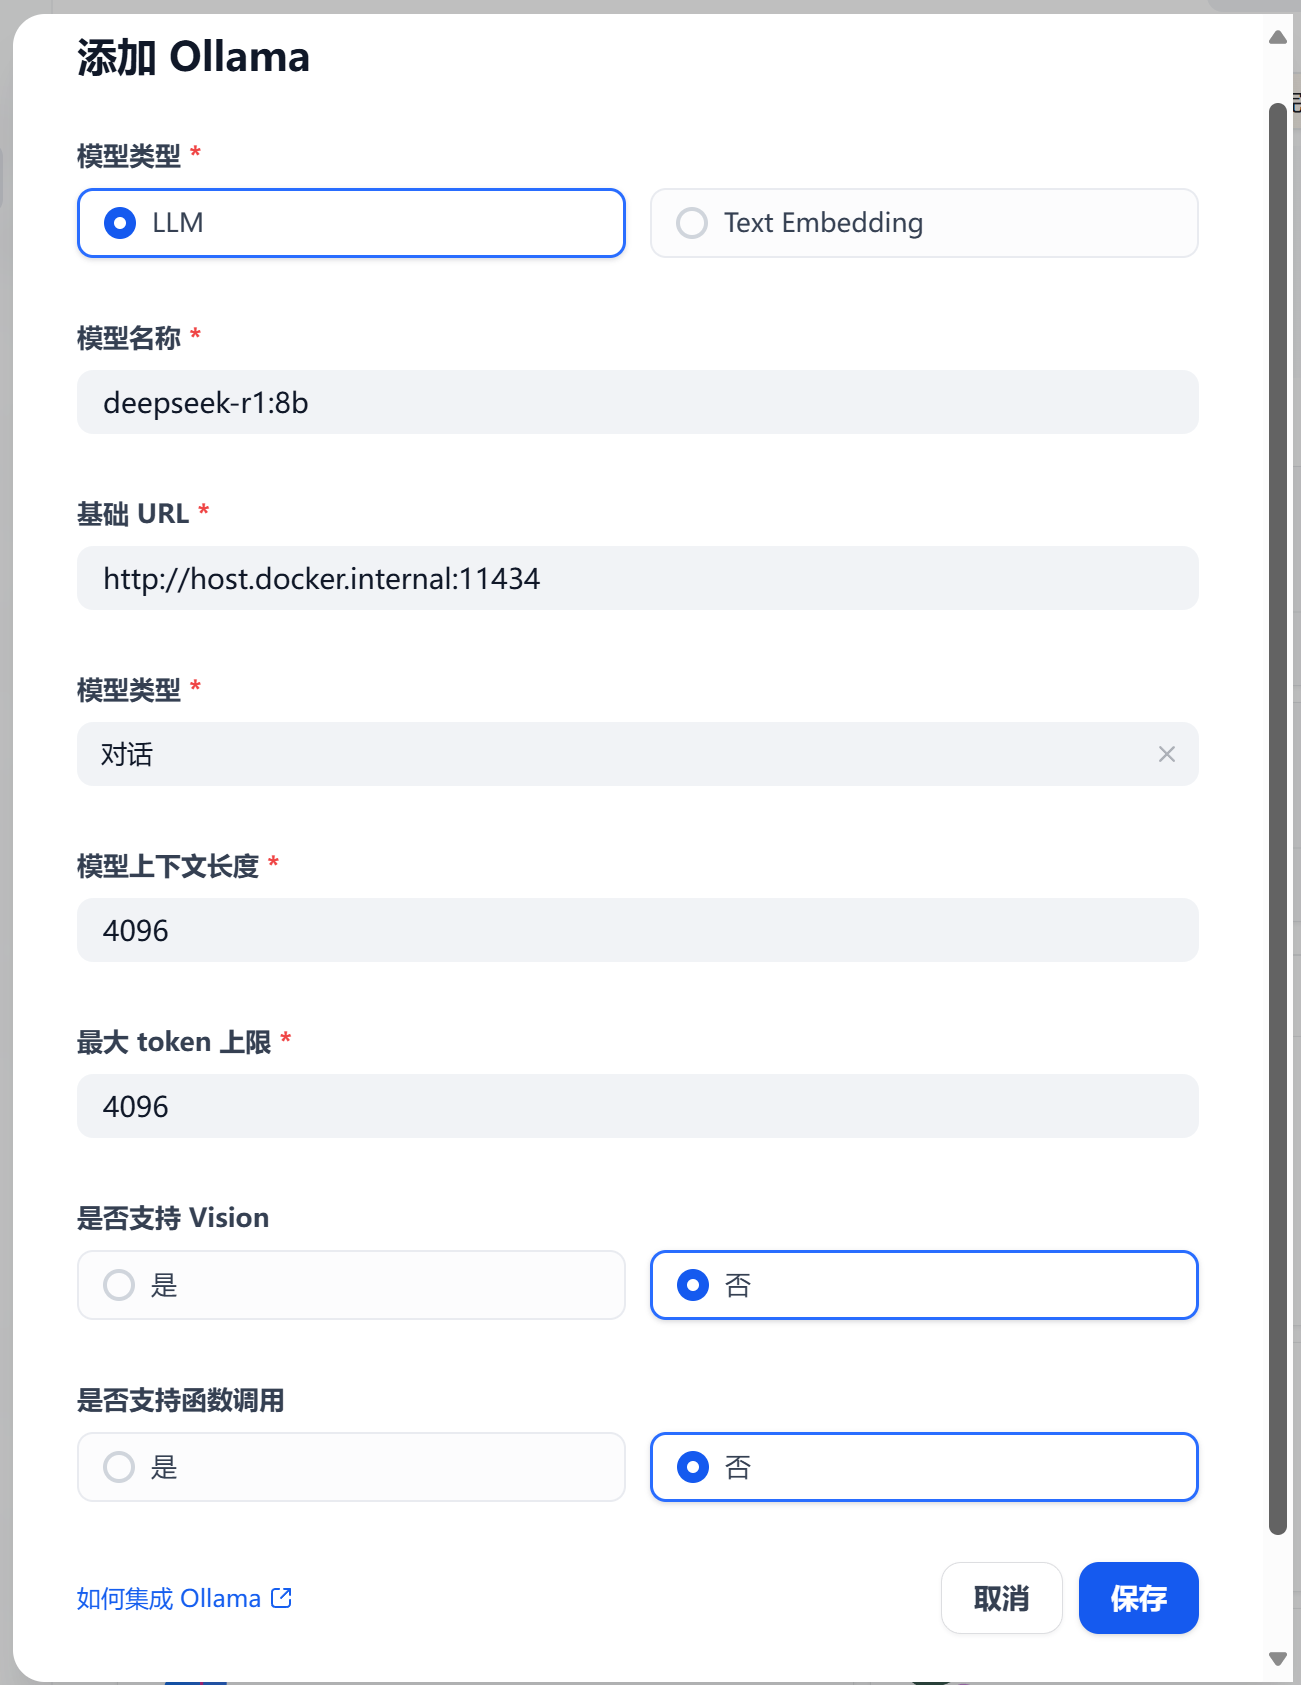 添加 Ollama
模型类型 *
LLM
Text Embedding
模型名称 *
deepseek-r1:8b
基础 URL *
http://host.docker.internal:11434
模型类型 *
对话
模型上下文长度 *
4096
最大 token 上限 *
4096
是否支持 Vision
是
否
是否支持函数调用
是
否
如何集成 Ollama
取消
保存